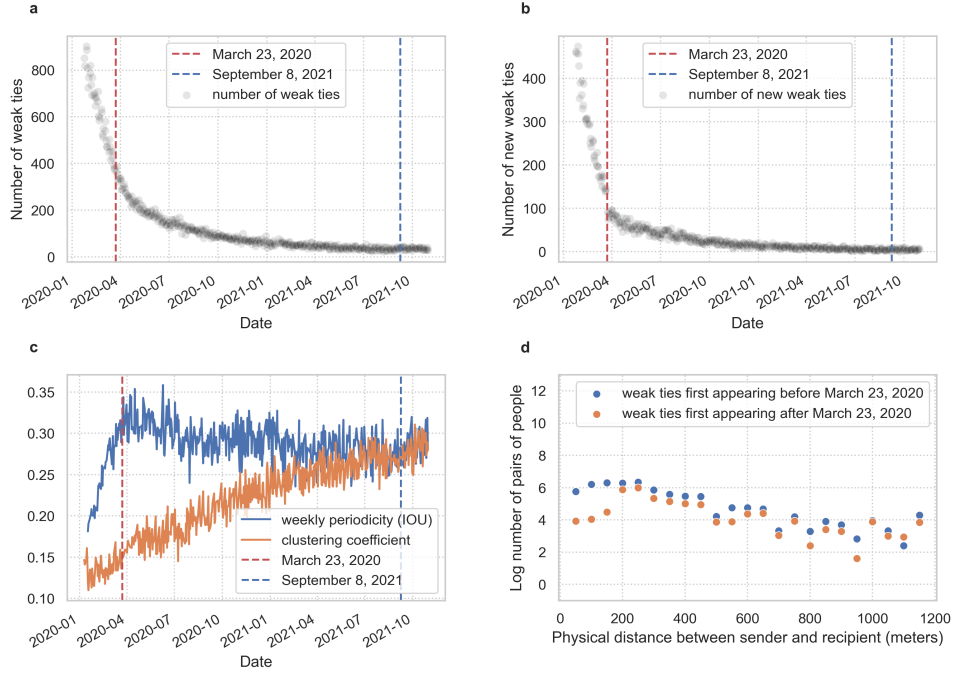 a
Number of weak ties
800
600
400
200
0
March 23, 2020
September 8, 2021
number of weak ties
2020-01
2020-04
2020-07
2020-10
2021-01
2021-04
2021-07
2021-10
Date
b
Number of new weak ties
400
300
200
100
0
March 23, 2020
September 8, 2021
number of new weak ties
2020-01
2020-04
2020-07
2020-10
2021-01
2021-04
2021-07
2021-10
Date
c
0.35
0.30
0.25
0.20
0.15
0.10
weekly periodicity (IOU)
clustering coefficient
March 23, 2020
September 8, 2021
2020-01
2020-04
2020-07
2020-10
2021-01
2021-04
2021-07
2021-10
Date
d
Log number of pairs of people
12
10
8
6
4
2
0
weak ties first appearing before March 23, 2020
weak ties first appearing after March 23, 2020
0
200
400
600
800
1000
1200
Physical distance between sender and recipient (meters)